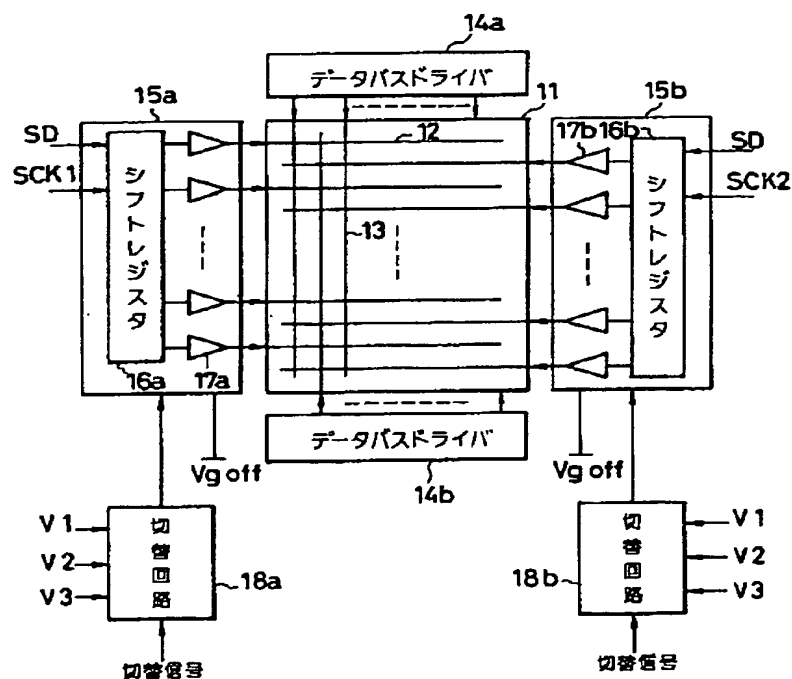 14a
データバスドライバ
15a
11
15b
SD
12
17b
16b
SD
SCK1
SCK2
シフトレジスタ
13
シフトレジスタ
16a
17a
データバスドライバ
Vg off
14b
Vg off
V1
V2
V3
切替回路
18a
18b
切替回路
V1
V2
V3
切替信号
切替信号